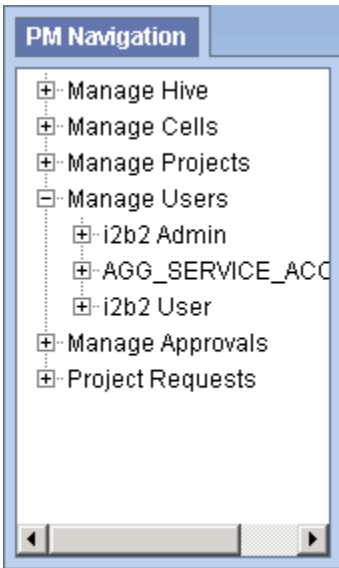 PM Navigation
Manage Hive
Manage Cells
Manage Projects
Manage Users
i2b2 Admin
AGG_SERVICE_ACC
i2b2 User
Manage Approvals
Project Requests